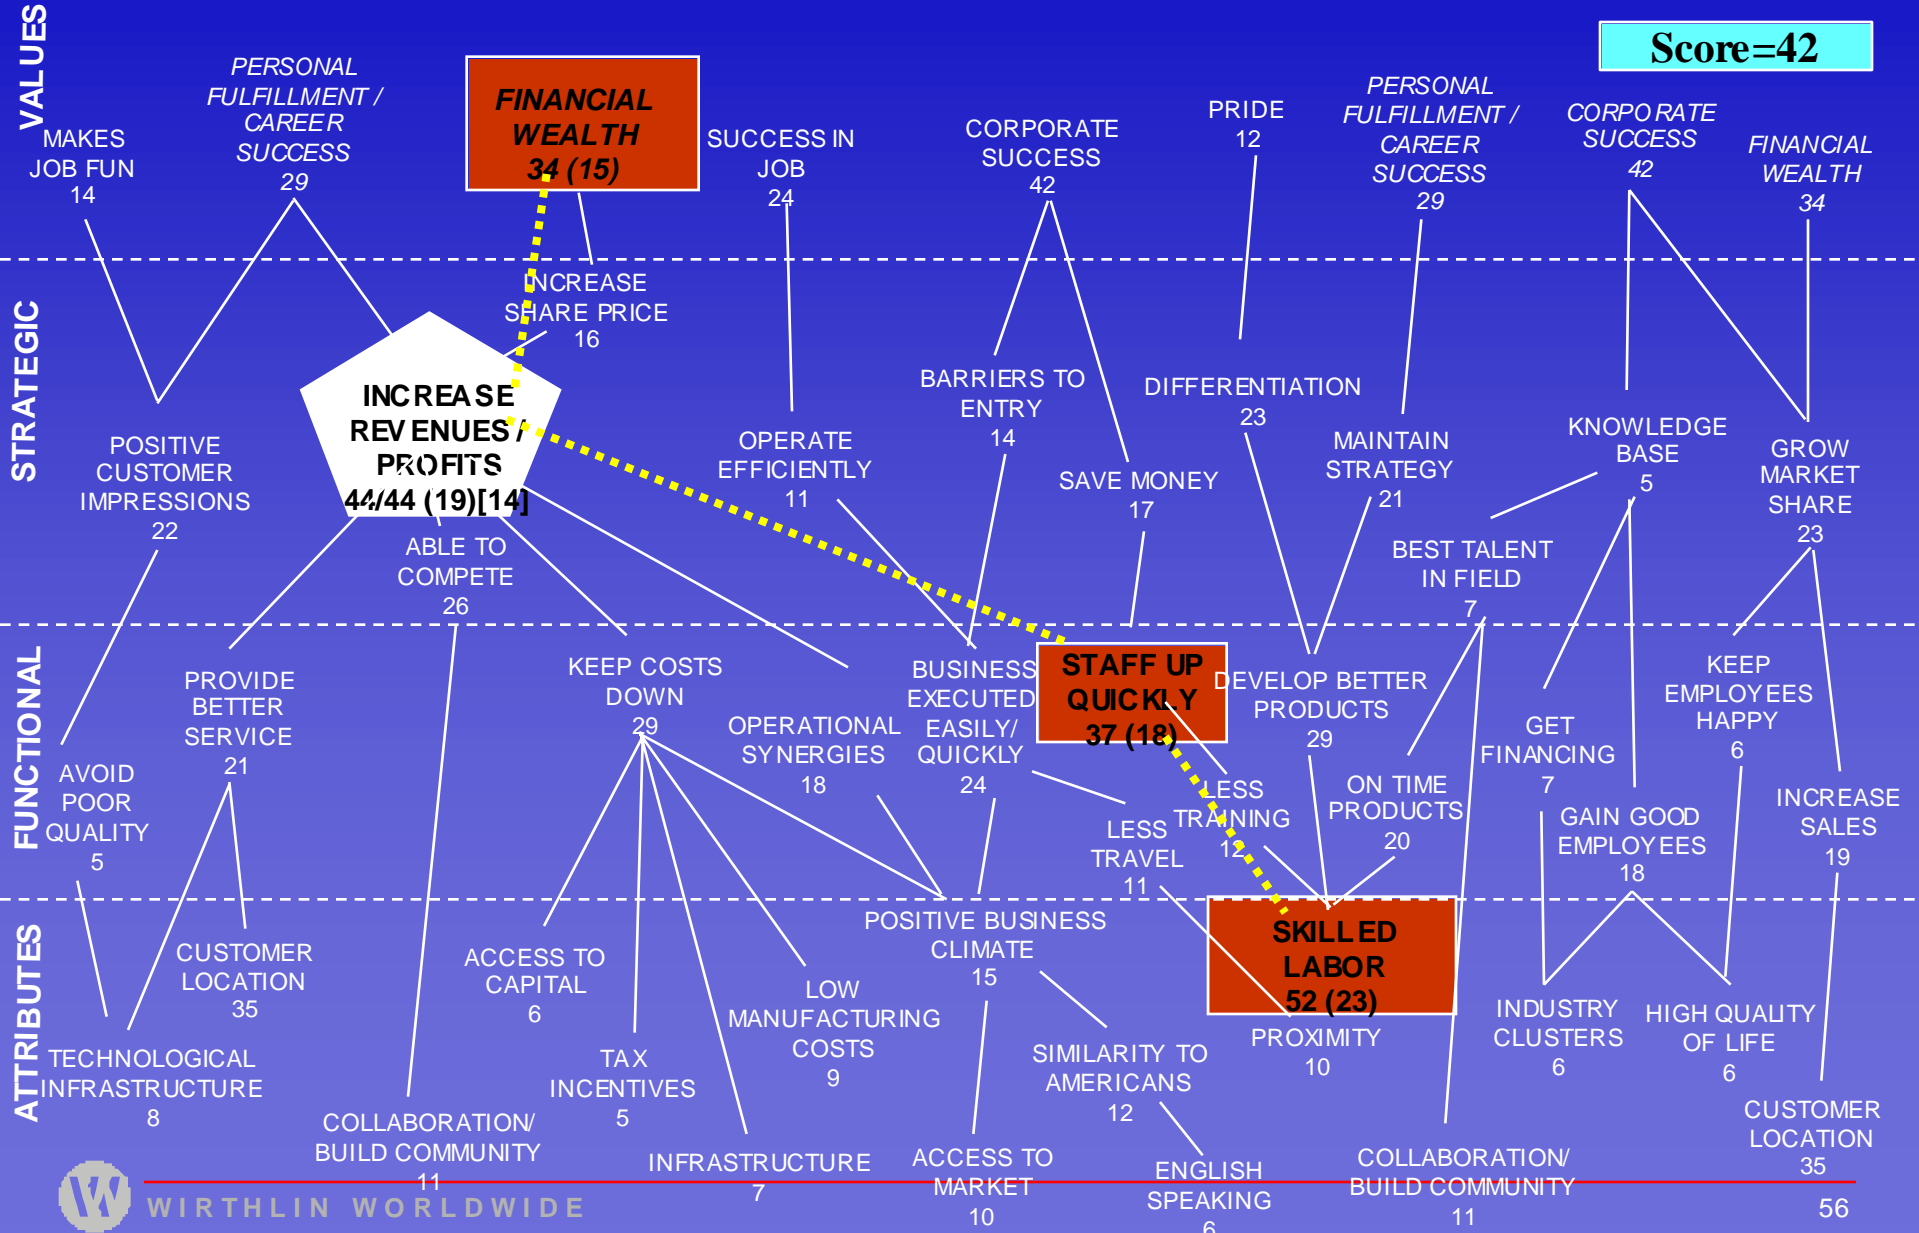 VALUES
Score=42
MAKES
JOB FUN
14
PERSONAL
FULFILLMENT /
CAREER
SUCCESS
29
FINANCIAL
WEALTH
34 (15)
SUCCESS IN
JOB
24
CORPORATE
SUCCESS
42
PRIDE
12
PERSONAL
FULFILLMENT /
CAREER
SUCCESS
29
CORPORATE
SUCCESS
42
FINANCIAL
WEALTH
34
STRATEGIC
INCREASE
SHARE PRICE
16
INCREASE
REVENUES /
PROFITS
44/44 (19)[14]
POSITIVE
CUSTOMER
IMPRESSIONS
22
ABLE TO
COMPETE
26
OPERATE
EFFICIENTLY
11
BARRIERS TO
ENTRY
14
SAVE MONEY
17
DIFFERENTIATION
23
MAINTAIN
STRATEGY
21
BEST TALENT
IN FIELD
7
KNOWLEDGE
BASE
5
GROW
MARKET
SHARE
23
FUNCTIONAL
AVOID
POOR
QUALITY
5
PROVIDE
BETTER
SERVICE
21
KEEP COSTS
DOWN
29
OPERATIONAL
SYNERGIES
18
BUSINESS
EXECUTED
EASILY/
QUICKLY
24
STAFF UP
QUICKLY
37 (18)
LESS
TRAVEL
11
LESS
TRAINING
12
DEVELOP BETTER
PRODUCTS
29
ON TIME
PRODUCTS
20
GET
FINANCING
7
GAIN GOOD
EMPLOYEES
18
KEEP
EMPLOYEES
HAPPY
6
INCREASE
SALES
19
ATTRIBUTES
TECHNOLOGICAL
INFRASTRUCTURE
8
CUSTOMER
LOCATION
35
COLLABORATION/
BUILD COMMUNITY
11
ACCESS TO
CAPITAL
6
TAX
INCENTIVES
5
INFRASTRUCTURE
7
LOW
MANUFACTURING
COSTS
9
POSITIVE BUSINESS
CLIMATE
15
ACCESS TO
MARKET
10
SIMILARITY TO
AMERICANS
12
ENGLISH
SPEAKING
6
SKILLED
LABOR
52 (23)
PROXIMITY
10
COLLABORATION/
BUILD COMMUNITY
11
INDUSTRY
CLUSTERS
6
HIGH QUALITY
OF LIFE
6
CUSTOMER
LOCATION
35
W WIRTHLIN WORLDWIDE
56